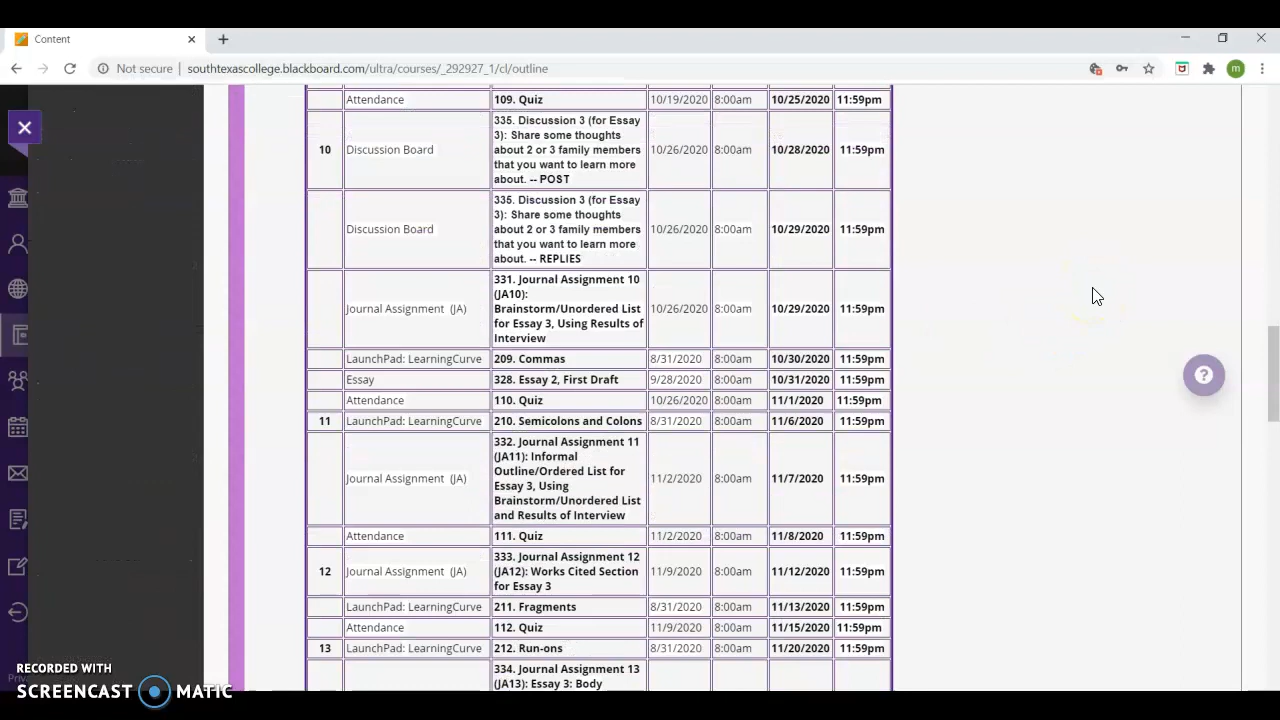 Content
Not secure
southtexascollege.blackboard.com/ultra/courses/_292927_1/cl/outline
m
Attendance 109. Quiz 10/19/2020 8:00am 10/25/2020 11:59pm
335. Discussion 3 (for Essay
3): Share some thoughts
10 Discussion Board about 2 or 3 family members 10/26/2020 8:00am 10/28/2020 11:59pm
that you want to learn more
about. -- POST
335. Discussion 3 (for Essay
3): Share some thoughts
Discussion Board about 2 or 3 family members 10/26/2020 8:00am 10/29/2020 11:59pm
that you want to learn more
about. -- REPLIES
331. Journal Assignment 10
(JA10):
Journal Assignment (JA) Brainstorm/Unordered List 10/26/2020 8:00am 10/29/2020 11:59pm
for Essay 3, Using Results of
Interview
LaunchPad: LearningCurve 209. Commas 8/31/2020 8:00am 10/30/2020 11:59pm
Essay 328. Essay 2, First Draft 9/28/2020 8:00am 10/31/2020 11:59pm
Attendance 110. Quiz 10/26/2020 8:00am 11/1/2020 11:59pm
11 LaunchPad: LearningCurve 210. Semicolons and Colons 8/31/2020 8:00am 11/6/2020 11:59pm
332. Journal Assignment 11
(JA11): Informal
Outline/Ordered List for
Journal Assignment (JA) Essay 3, Using 11/2/2020 8:00am 11/7/2020 11:59pm
Brainstorm/Unordered List
and Results of Interview
Attendance 111. Quiz 11/2/2020 8:00am 11/8/2020 11:59pm
333. Journal Assignment 12
12 Journal Assignment (JA) (JA12): Works Cited Section 11/9/2020 8:00am 11/12/2020 11:59pm
for Essay 3
LaunchPad: LearningCurve 211. Fragments 8/31/2020 8:00am 11/13/2020 11:59pm
Attendance 112. Quiz 11/9/2020 8:00am 11/15/2020 11:59pm
13 LaunchPad: LearningCurve 212. Run-ons 8/31/2020 8:00am 11/20/2020 11:59pm
334. Journal Assignment 13
(JA13): Essay 3: Body
RECORDED WITH
SCREENCAST MATIC